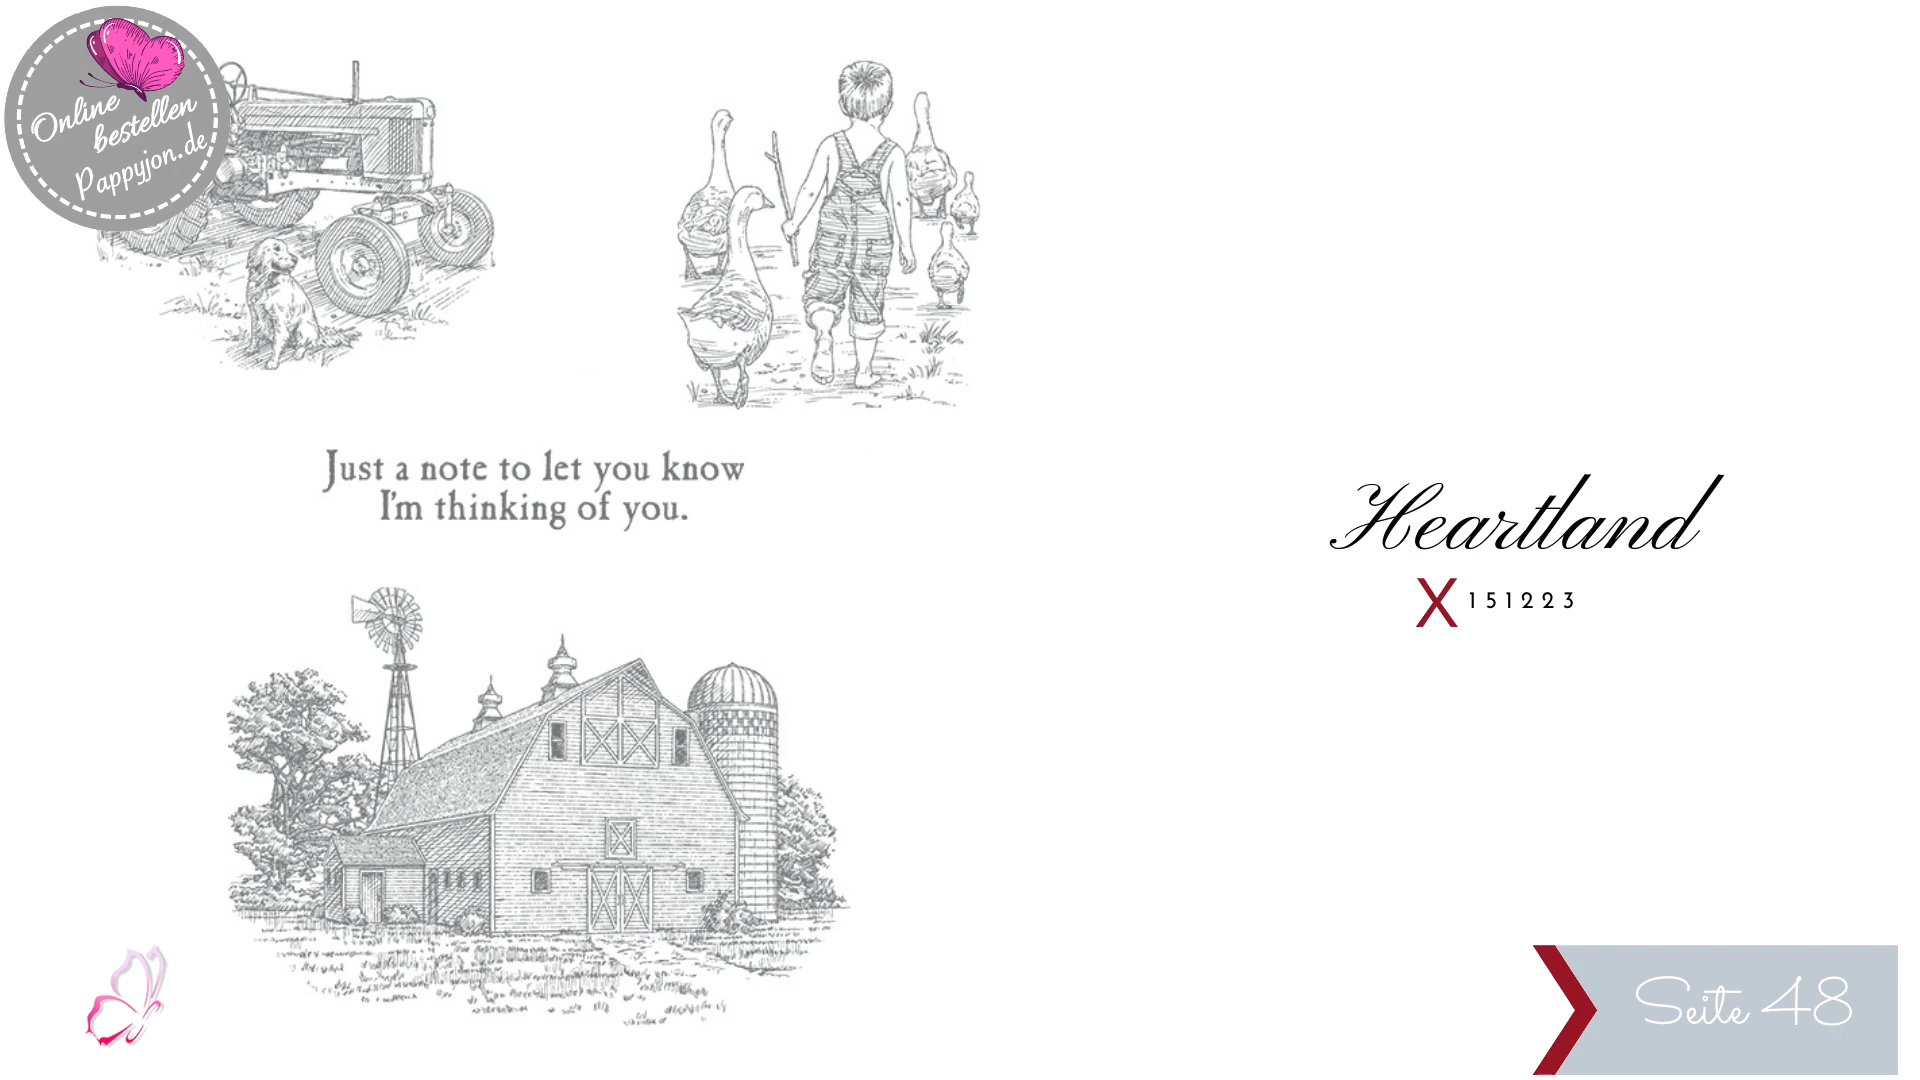 Online
bestellen
Pappyjon.de
Just a note to let you know
I'm thinking of you.
Heartland
X 151223
Seite 48